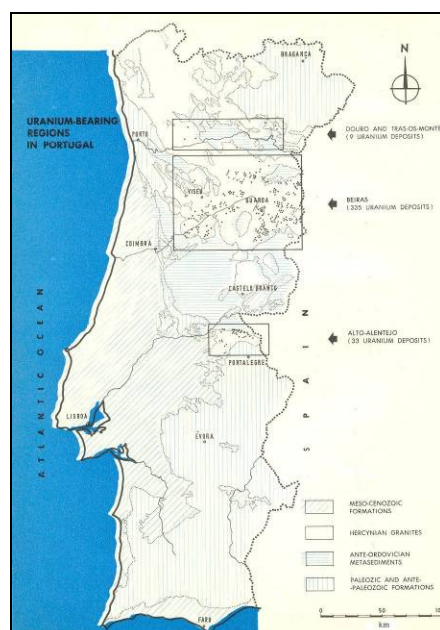 BRAGANÇA
N
URANIUM-BEARING
REGIONS
IN PORTUGAL
PORTO
DOURO AND TRAS-OS-MONTE
(9 URANIUM DEPOSITS)
VISEU
GUARDA
BEIRAS
(335 URANIUM DEPOSITS)
COIMBRA
CASTELO BRANCO
ATLANTIC OCEAN
SPAIN
ALTO-ALENTEJO
(33 URANIUM DEPOSITS)
PORTALEGRE
LISBOA
ÉVORA
MESO-CENOZOIC
FORMATIONS
HERCYNIAN GRANITES
ANTE-ORDOVICIAN
METASEDIMENTS
PALEOZIC AND ANTE-
-PALEOZOIC FORMATIONS
FARO
0 50
km